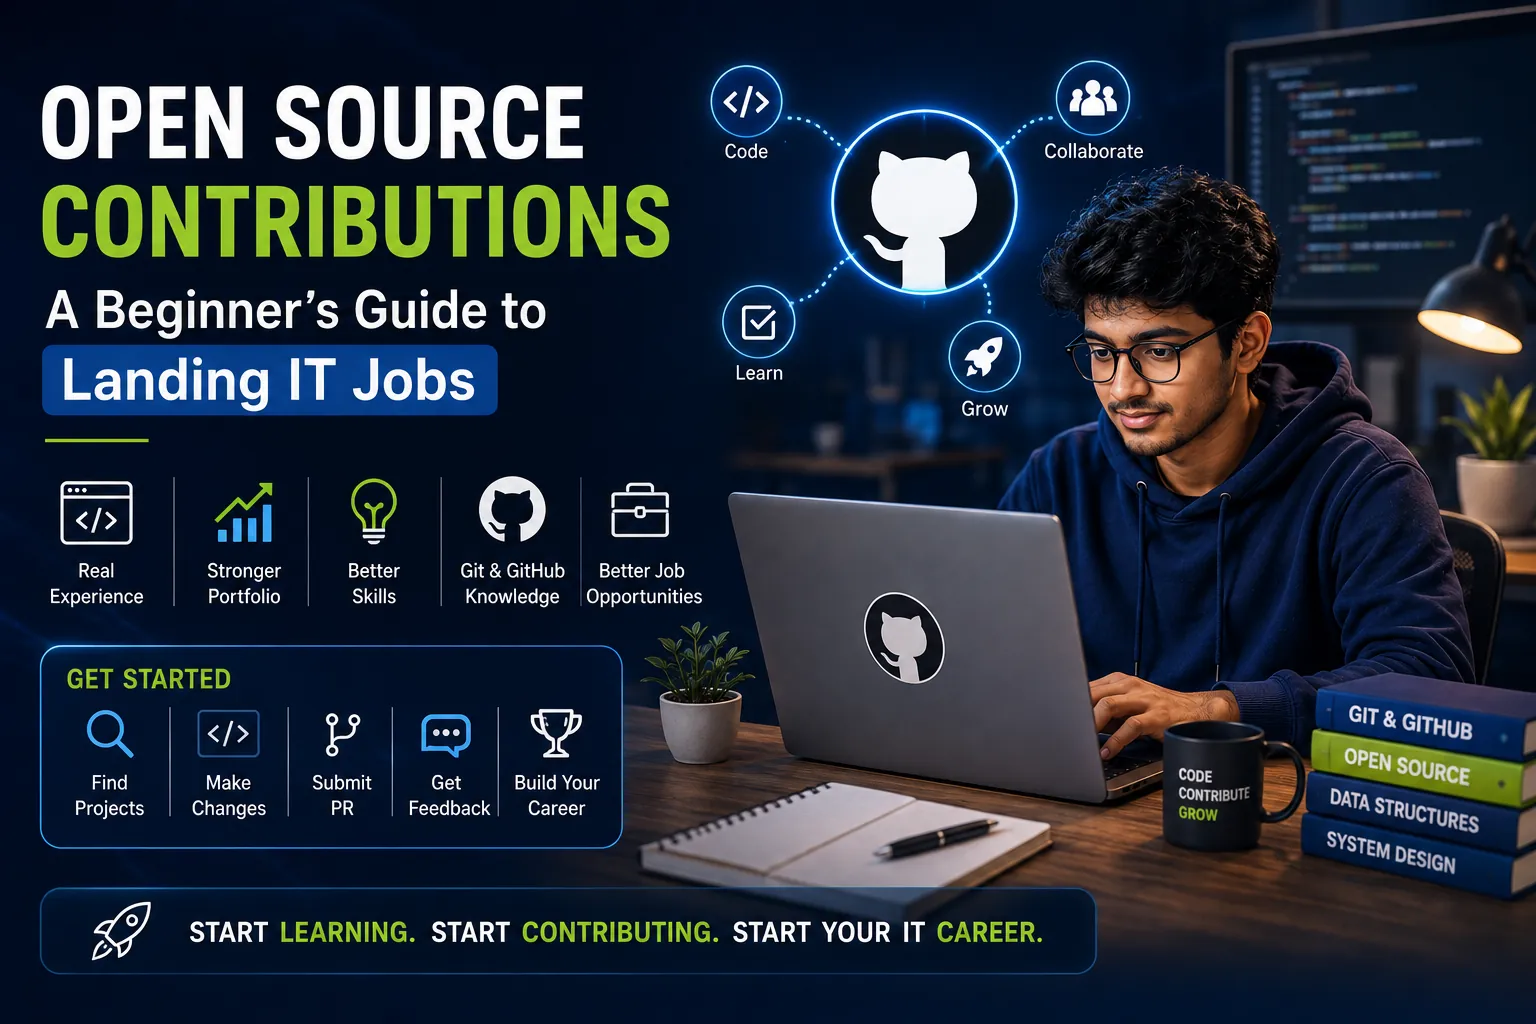 OPEN SOURCE
CONTRIBUTIONS
A Beginner's Guide to
Landing IT Jobs
Real
Experience
Stronger
Portfolio
Better
Skills
Git & GitHub
Knowledge
Better Job
Opportunities
GET STARTED
Find
Projects
Make
Changes
Submit
PR
Get
Feedback
Build Your
Career
START LEARNING. START CONTRIBUTING. START YOUR IT CAREER.
Code
Collaborate
Learn
Grow
CODE
CONTRIBUTE
GROW
GIT & GITHUB
OPEN SOURCE
DATA STRUCTURES
SYSTEM DESIGN